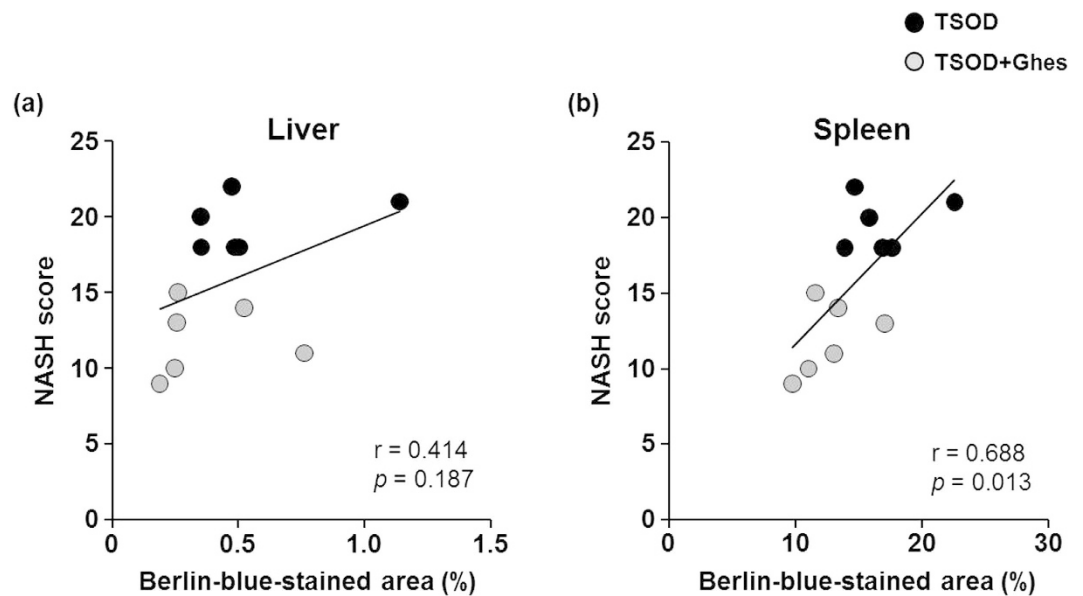 TSOD
TSOD+Ghes
(a)
Liver
25
20
15
10
5
0
NASH score
0 0.5 1.0 1.5
Berlin-blue-stained area (%)
r = 0.414
p = 0.187
(b)
Spleen
25
20
15
10
5
0
NASH score
0 10 20 30
Berlin-blue-stained area (%)
r = 0.688
p = 0.013